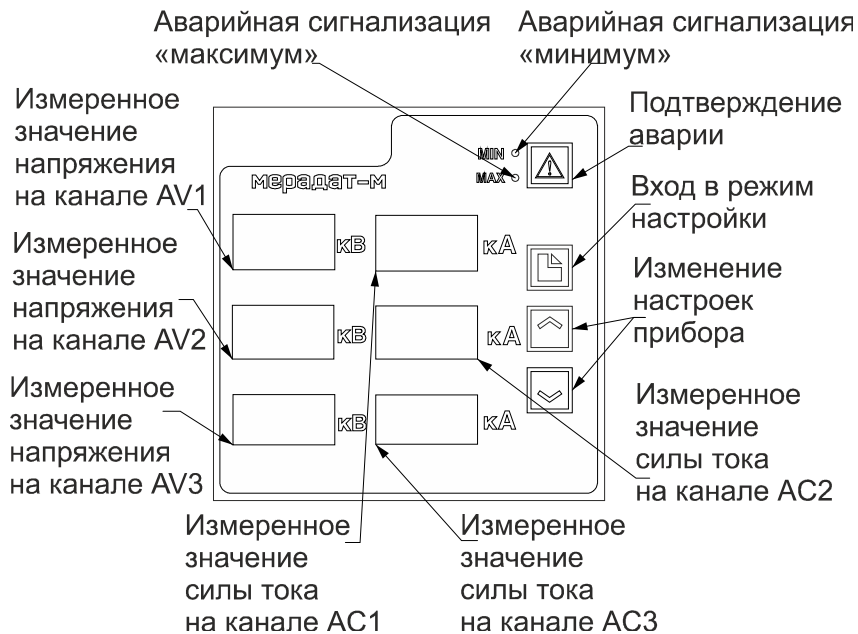 Аварийная сигнализация
«максимум»
Аварийная сигнализация
«минимум»
Измеренное
значение
напряжения
на канале AV1
Подтверждение
аварии
MIN
MAX
мерадат-м
Вход в режим
настройки
кВ
кА
Измеренное
значение
напряжения
на канале AV2
Изменение
настроек
прибора
кВ
кА
Измеренное
значение
напряжения
на канале AV3
кВ
кА
Измеренное
значение
силы тока
на канале AC2
Измеренное
значение
силы тока
на канале AC1
Измеренное
значение
силы тока
на канале AC3